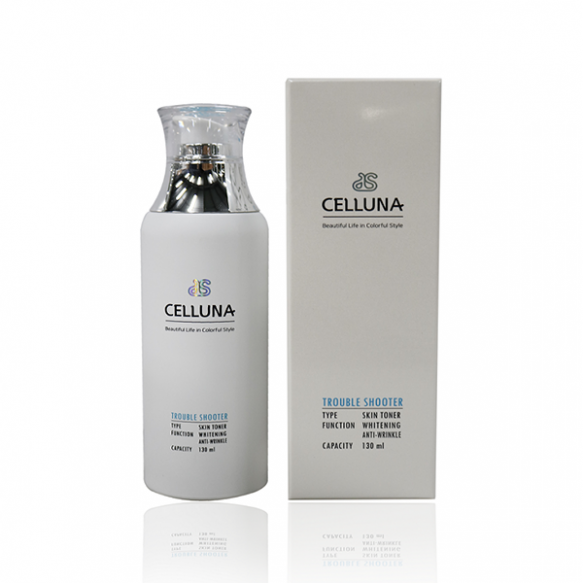 CELLUNA
Beautiful Life in Colorful Style
TROUBLE SHOOTER
TYPE SKIN TONER
FUNCTION WHITENING
ANTI-WRINKLE
CAPACITY 130 ml
CELLUNA
Beautiful Life in Colorful Style
TROUBLE SHOOTER
TYPE SKIN TONER
FUNCTION WHITENING
ANTI-WRINKLE
CAPACITY 130 ml